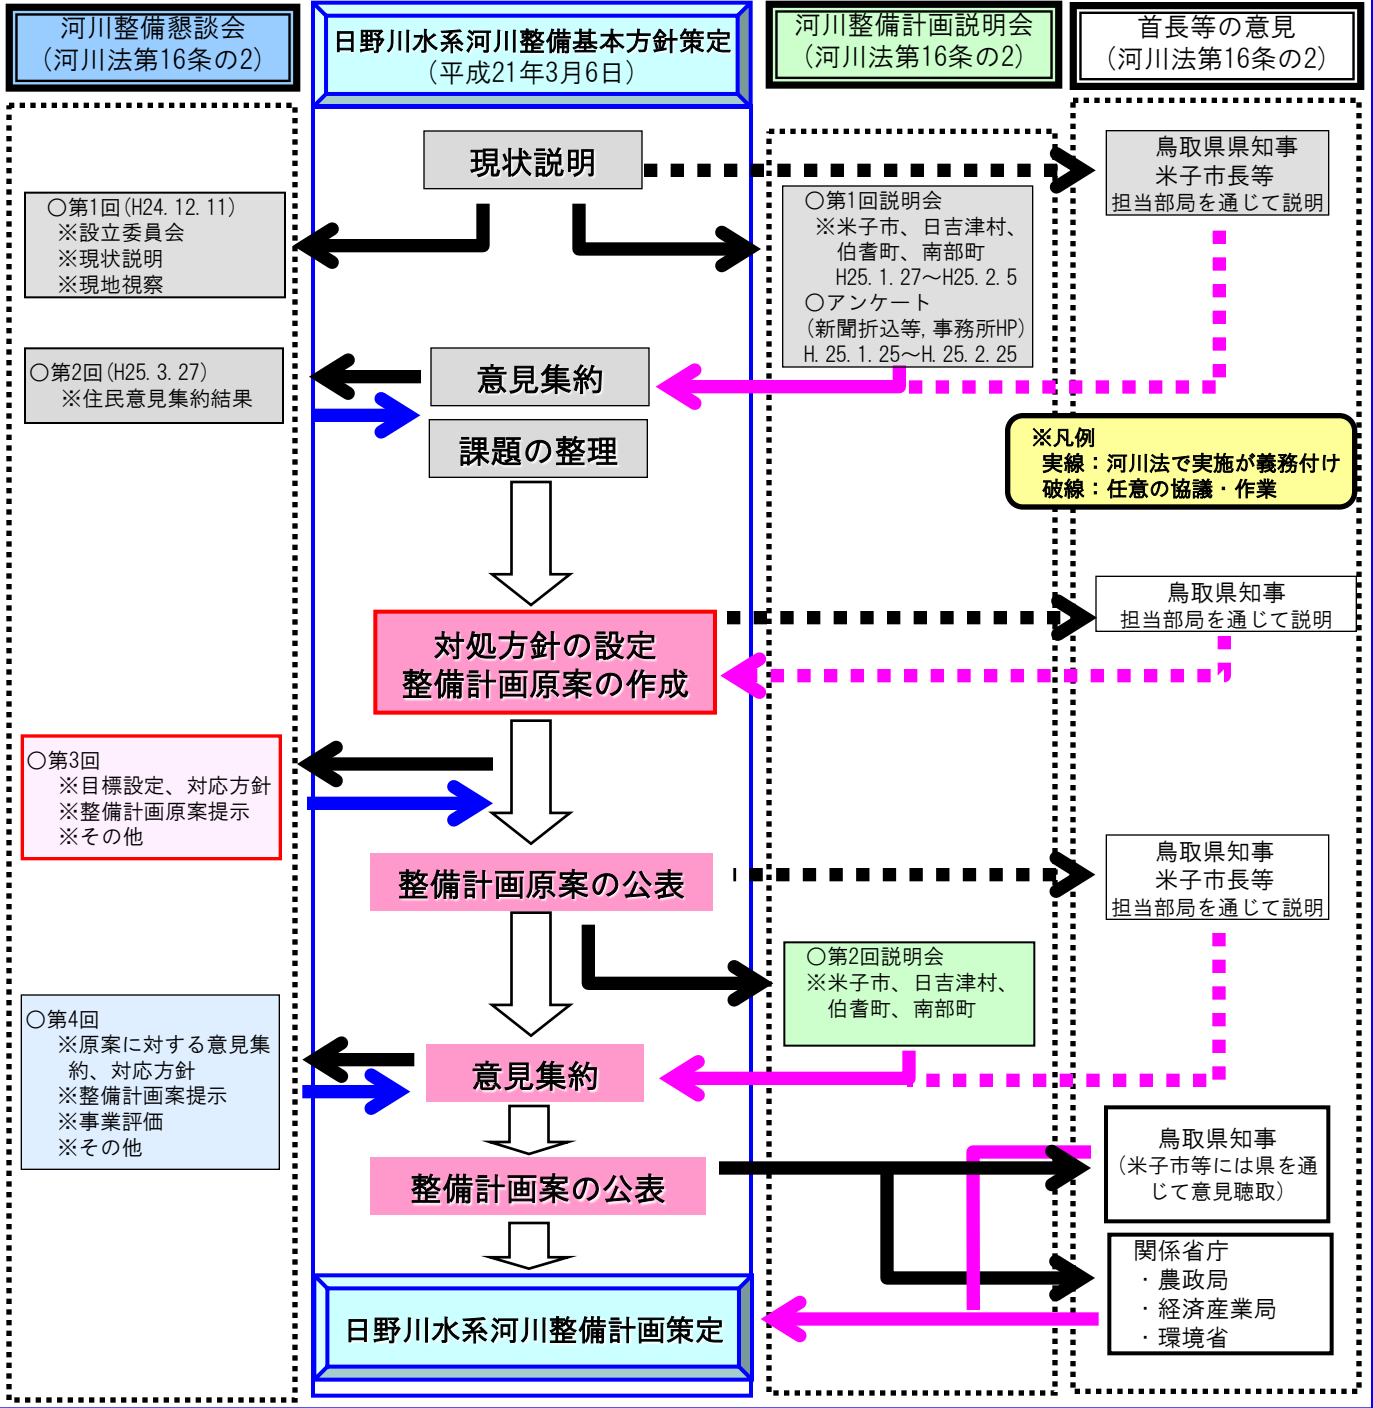 河川整備懇談会
(河川法第16条の2)
日野川水系河川整備基本方針策定
(平成21年3月6日)
河川整備計画説明会
(河川法第16条の2)
首長等の意見
(河川法第16条の2)
現状説明
鳥取県県知事
米子市長等
担当部局を通じて説明
○第1回(H24.12.11)
※設立委員会
※現状説明
※現地視察
○第1回説明会
※米子市、日吉津村、
伯耆町、南部町
H25.1.27～H25.2.5
○アンケート
(新聞折込等,事務所HP)
H.25.1.25～H.25.2.25
○第2回(H25.3.27)
※住民意見集約結果
意見集約
課題の整理
※凡例
実線：河川法で実施が義務付け
破線：任意の協議・作業
対処方針の設定
整備計画原案の作成
鳥取県知事
担当部局を通じて説明
○第3回
※目標設定、対応方針
※整備計画原案提示
※その他
整備計画原案の公表
鳥取県知事
米子市長等
担当部局を通じて説明
○第2回説明会
※米子市、日吉津村、
伯耆町、南部町
○第4回
※原案に対する意見集
約、対応方針
※整備計画案提示
※事業評価
※その他
意見集約
整備計画案の公表
鳥取県知事
(米子市等には県を通
じて意見聴取)
関係省庁
・農政局
・経済産業局
・環境省
日野川水系河川整備計画策定